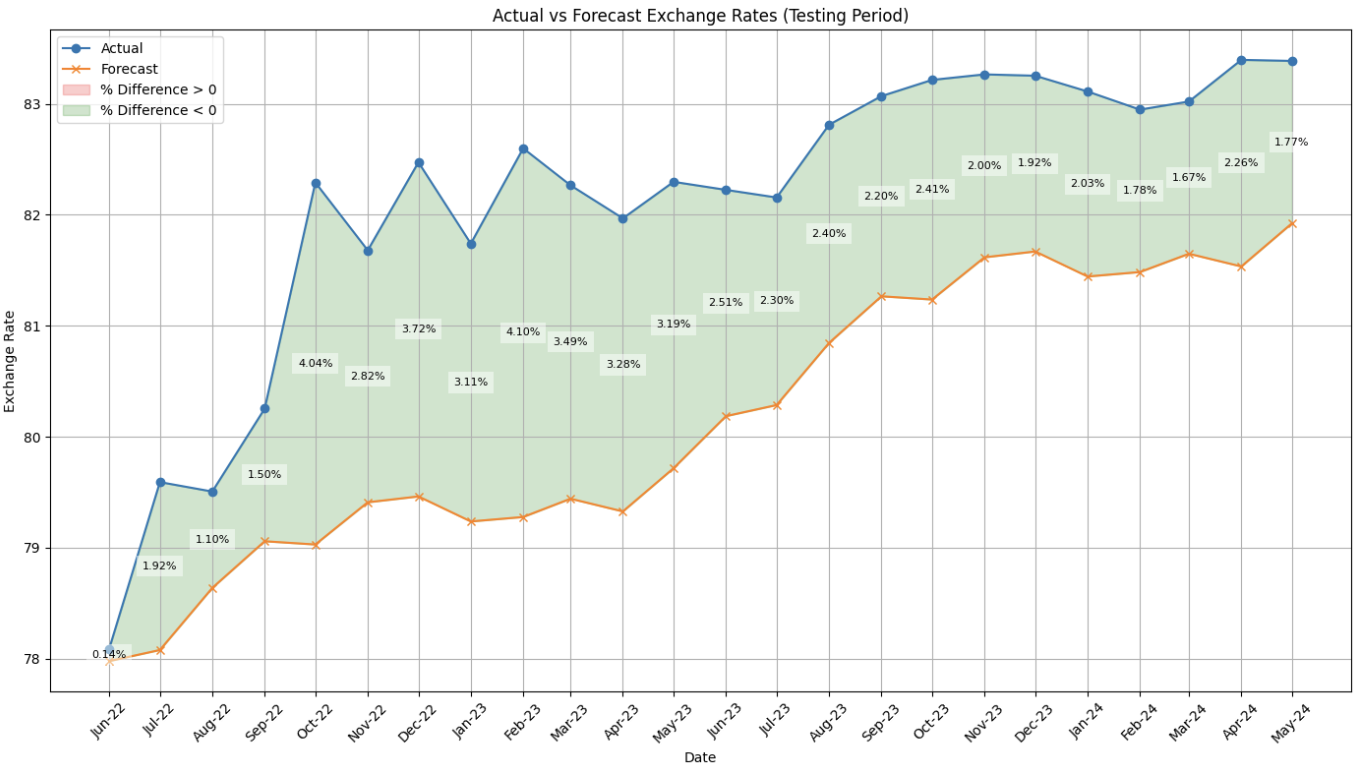 Actual vs Forecast Exchange Rates (Testing Period)
Actual
Forecast
% Difference > 0
% Difference < 0
Exchange Rate
83
82
81
80
79
78
0.14%
1.92%
1.10%
1.50%
4.04%
2.82%
3.72%
3.11%
4.10%
3.49%
3.28%
3.19%
2.51%
2.30%
2.40%
2.20%
2.41%
2.00%
1.92%
2.03%
1.78%
1.67%
2.26%
1.77%
Jun-22
Jul-22
Aug-22
Sep-22
Oct-22
Nov-22
Dec-22
Jan-23
Feb-23
Mar-23
Apr-23
May-23
Jun-23
Jul-23
Aug-23
Sep-23
Oct-23
Nov-23
Dec-23
Jan-24
Feb-24
Mar-24
Apr-24
May-24
Date